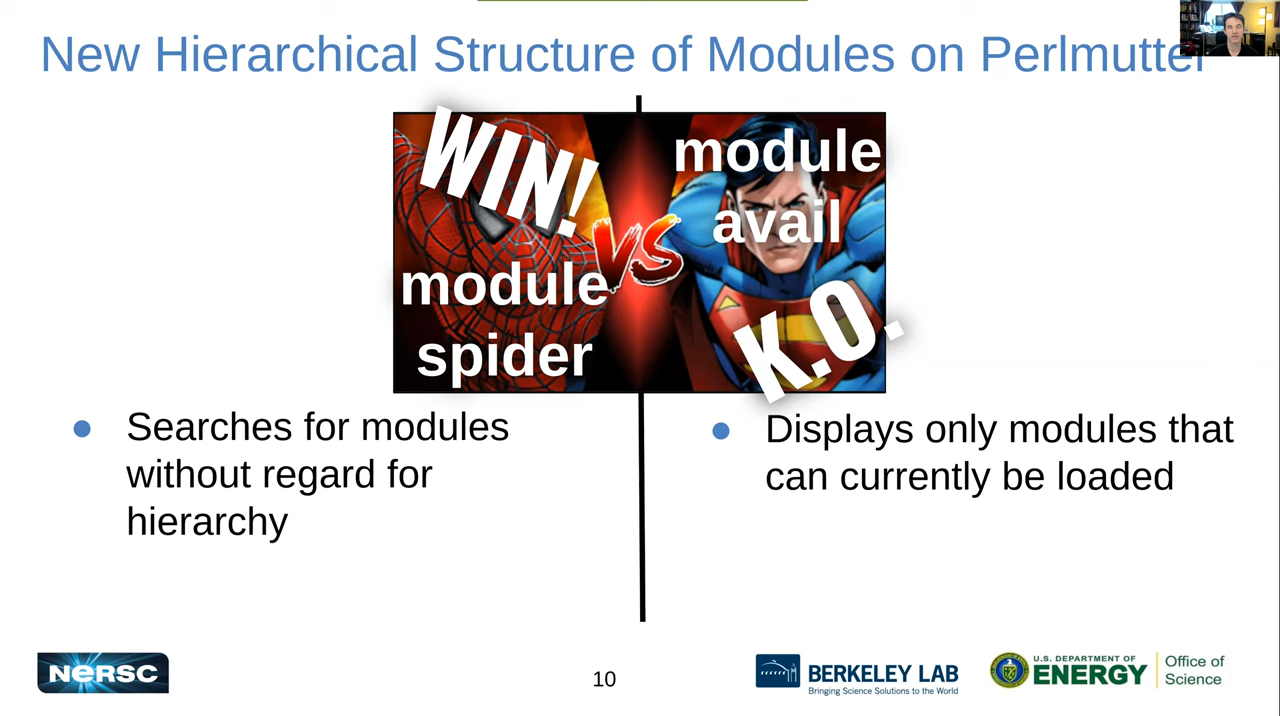 New Hierarchical Structure of Modules on Perlmutter
WIN!
module
spider
VS
module
avail
K.O.
● Searches for modules
without regard for
hierarchy
● Displays only modules that
can currently be loaded
NERSC
10
BERKELEY LAB
Bringing Science Solutions to the World
U.S. DEPARTMENT OF
ENERGY
Office of
Science